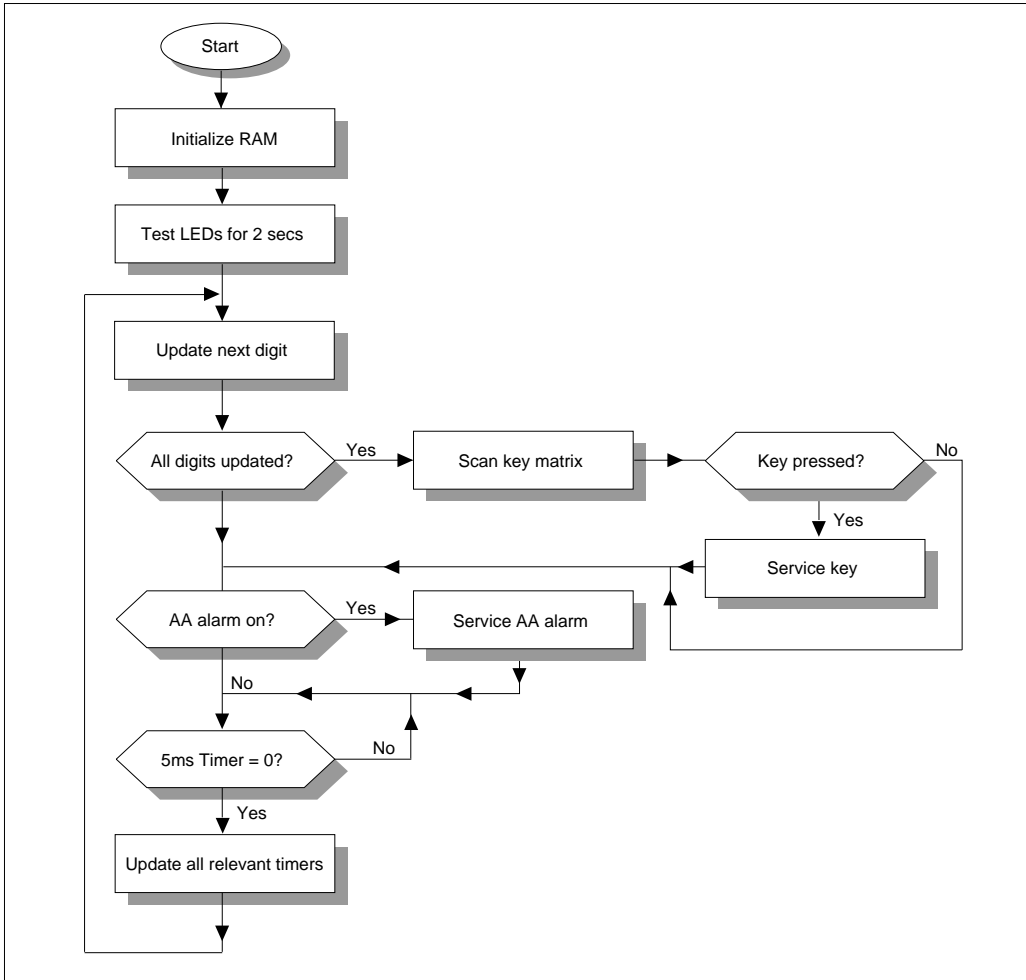 Start
Initialize RAM
Test LEDs for 2 secs
Update next digit
All digits updated?
Yes
Scan key matrix
Key pressed?
No
Yes
Service key
AA alarm on?
Yes
Service AA alarm
No
5ms Timer = 0?
No
Yes
Update all relevant timers